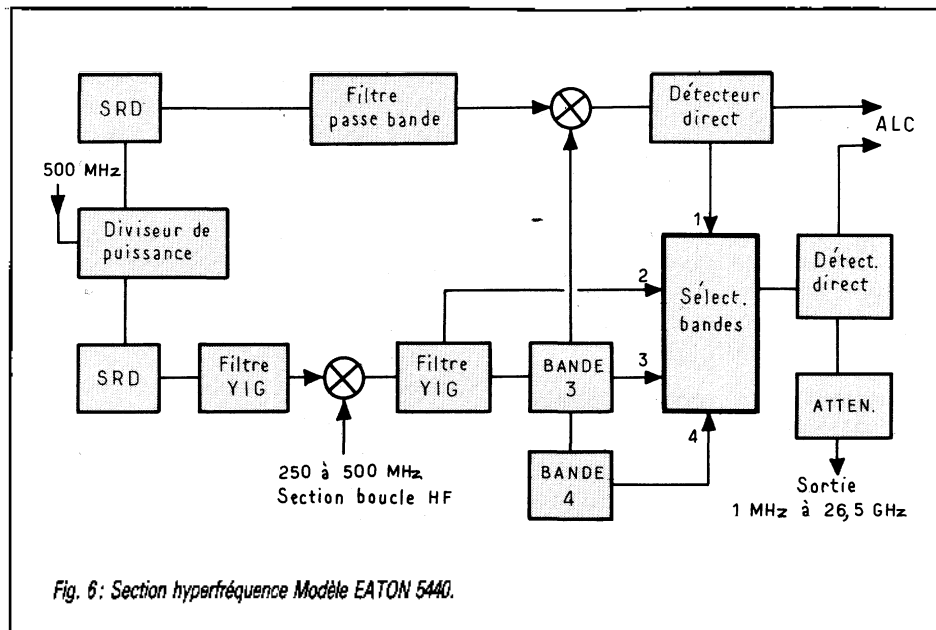 SRD
Filtre
passe bande
Détecteur
direct
ALC
500 MHz
Diviseur de
puissance
1
2
Sélect.
bandes
Détect.
direct
SRD
Filtre
YIG
Filtre
YIG
BANDE
3
3
ATTEN.
4
250 à 500 MHz
Section boucle HF
BANDE
4
Sortie
1 MHz à 26,5 GHz
Fig. 6: Section hyperfréquence Modèle EATON 5440.